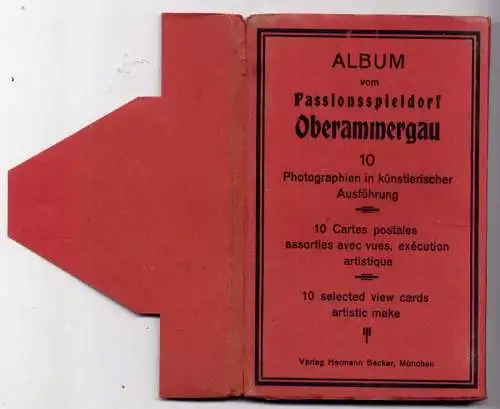 ALBUM
vom
Passionsspieldorf
Oberammergau
10
Photographien in künstlerischer
Ausführung
10 Cartes postales
assorties avec vues, exécution
artistique
10 selected view cards
artistic make
Verlag Hermann Becker, München